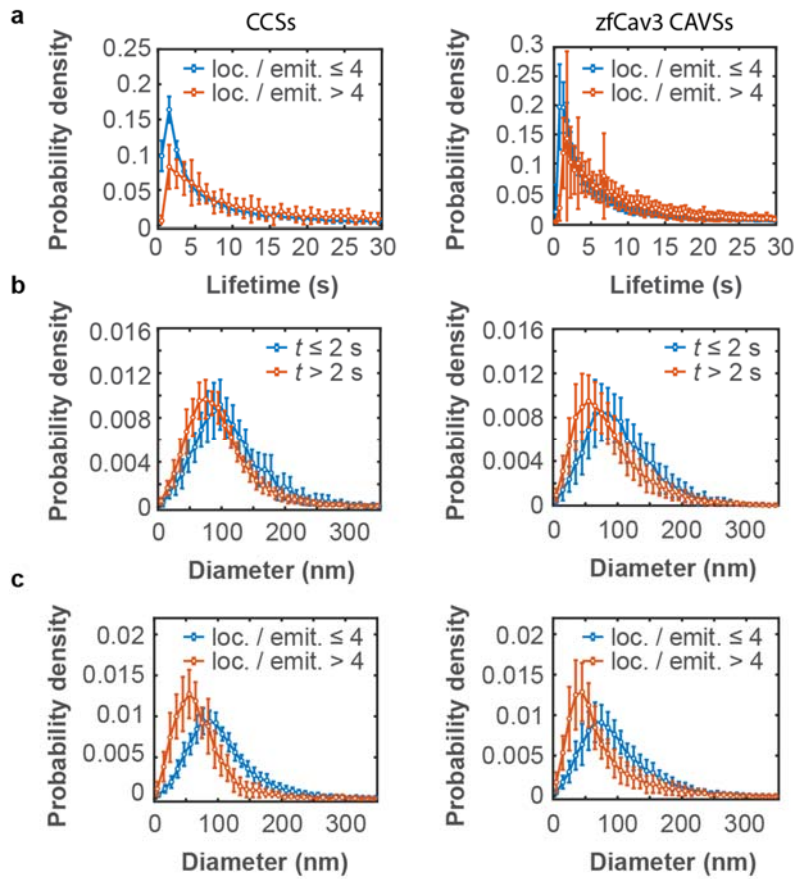 a
CCSs
zfCav3 CAVSs
Probability density
0.25
0.2
0.15
0.1
0.05
0
loc. / emit. ≤ 4
loc. / emit. > 4
0 5 10 15 20 25 30
Lifetime (s)
Probability density
0.3
0.25
0.2
0.15
0.1
0.05
0
loc. / emit. ≤ 4
loc. / emit. > 4
0 5 10 15 20 25 30
Lifetime (s)
b
Probability density
0.016
0.012
0.008
0.004
0
t ≤ 2 s
t > 2 s
0 100 200 300
Diameter (nm)
Probability density
0.016
0.012
0.008
0.004
0
t ≤ 2 s
t > 2 s
0 100 200 300
Diameter (nm)
c
Probability density
0.02
0.015
0.01
0.005
0
loc. / emit. ≤ 4
loc. / emit. > 4
0 100 200 300
Diameter (nm)
Probability density
0.02
0.015
0.01
0.005
0
loc. / emit. ≤ 4
loc. / emit. > 4
0 100 200 300
Diameter (nm)